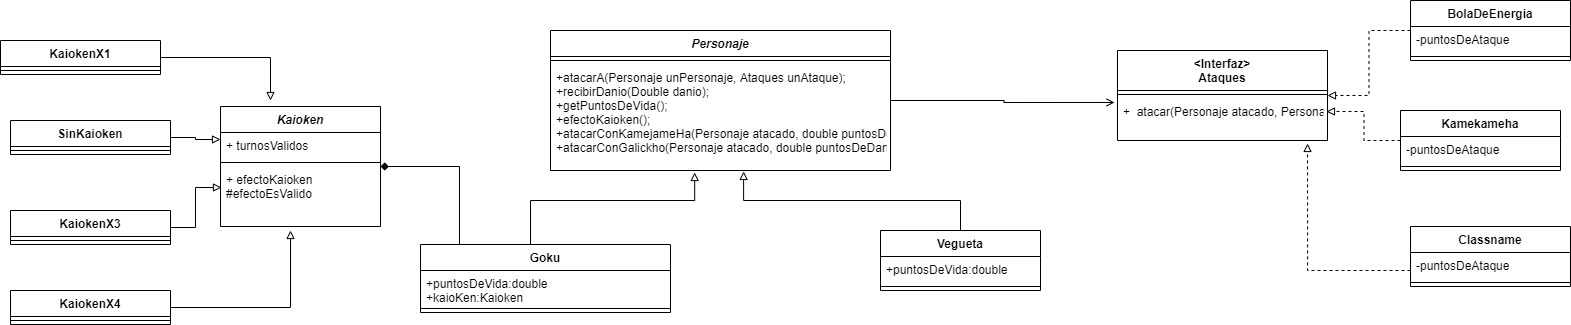 KaiokenX1
SinKaioken
KaiokenX3
KaiokenX4
Kaioken
+ turnosValidos
+ efectoKaioken
#efectoEsValido
Personaje
+atacarA(Personaje unPersonaje, Ataques unAtaque);
+recibirDanio(Double danio);
+getPuntosDeVida();
+efectoKaioken();
+atacarConKamejameHa(Personaje atacado, double puntosD
+atacarConGalickho(Personaje atacado, double puntosDeDan
Goku
+puntosDeVida:double
+kaioKen:Kaioken
Vegueta
+puntosDeVida:double
<Interfaz>
Ataques
+ atacar(Personaje atacado, Persona
BolaDeEnergia
-puntosDeAtaque
Kamekameha
-puntosDeAtaque
Classname
-puntosDeAtaque